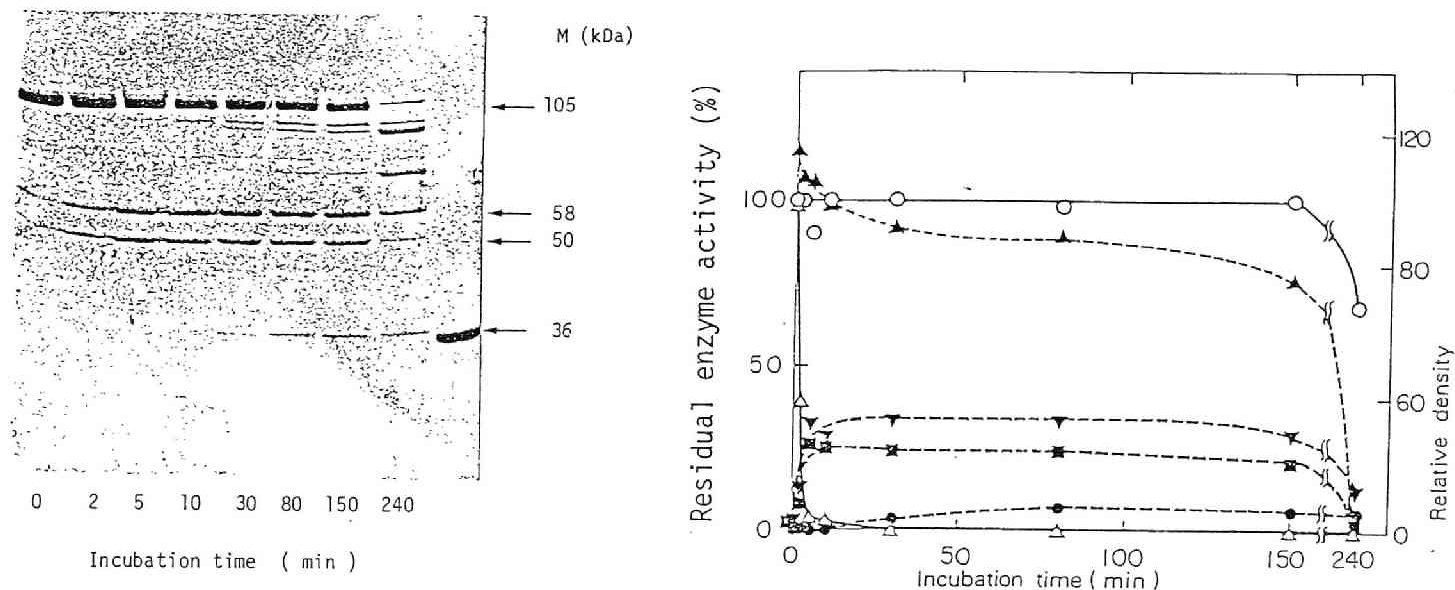 M (kDa)
105
58
50
36
0 2 5 10 30 80 150 240
Incubation time ( min )
Residual enzyme activity (%)
100
50
0
120
80
60
0
Relative density
0 50 100 150 240
Incubation time ( min )